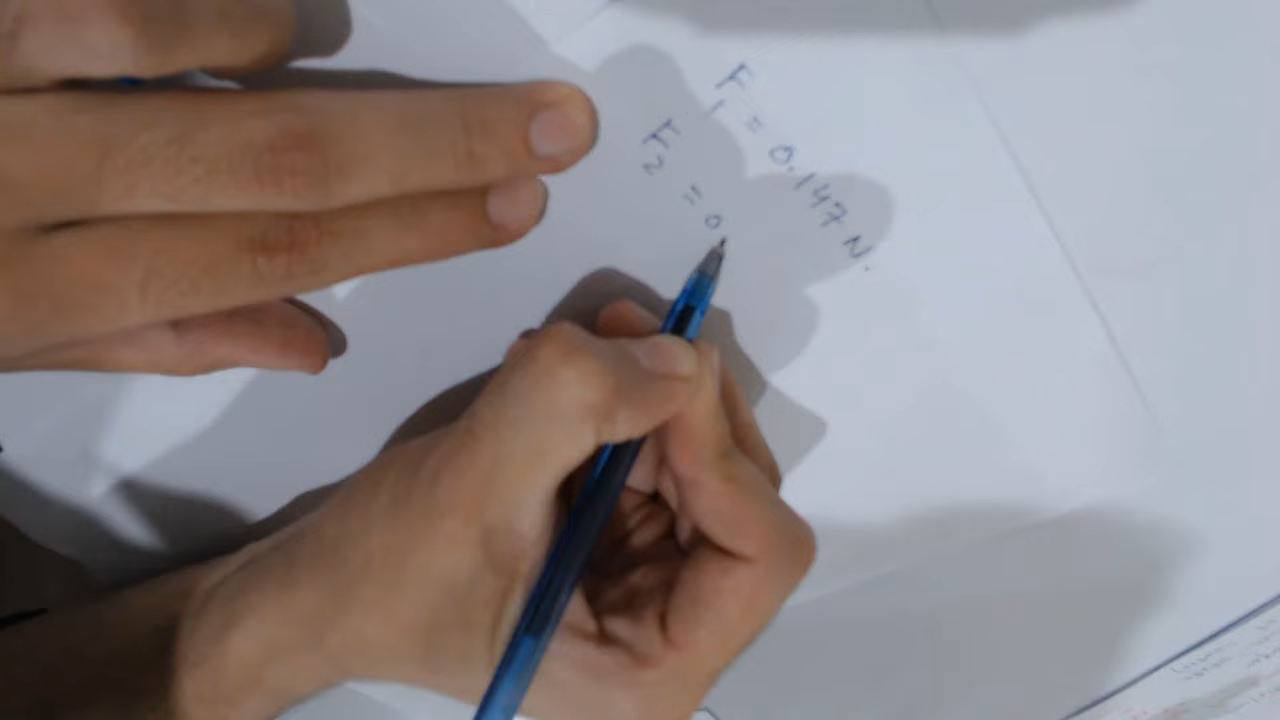 F₁ = 0.147 N.
F₂ = 0